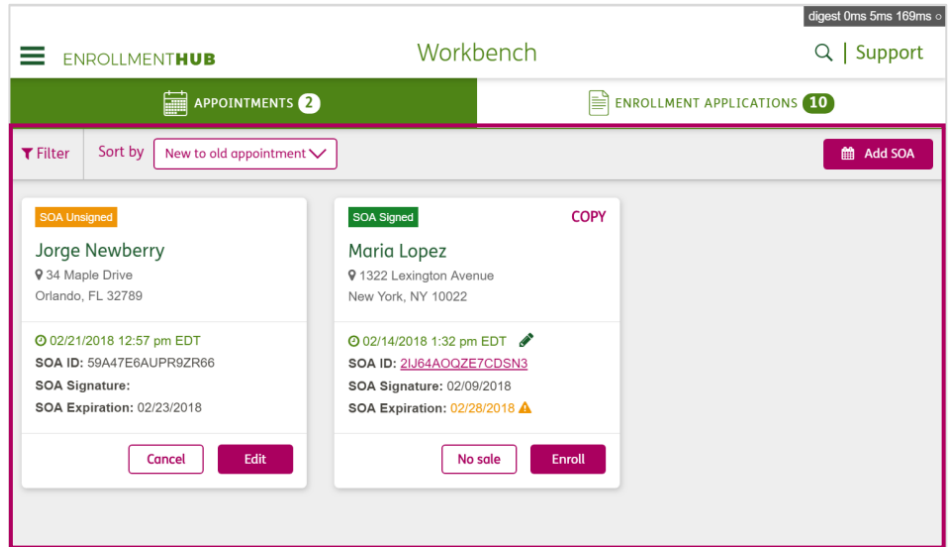 digest 0ms 5ms 169ms
ENROLLMENTHUB
Workbench
Support
APPOINTMENTS 2
ENROLLMENT APPLICATIONS 10
Filter
Sort by
New to old appointment
Add SOA
SOA Unsigned
Jorge Newberry
34 Maple Drive
Orlando, FL 32789
02/21/2018 12:57 pm EDT
SOA ID: 59A47E6AUPR9ZR66
SOA Signature:
SOA Expiration: 02/23/2018
Cancel
Edit
SOA Signed
COPY
Maria Lopez
1322 Lexington Avenue
New York, NY 10022
02/14/2018 1:32 pm EDT
SOA ID: 2IJ64AOQZE7CDSN3
SOA Signature: 02/09/2018
SOA Expiration: 02/28/2018
No sale
Enroll